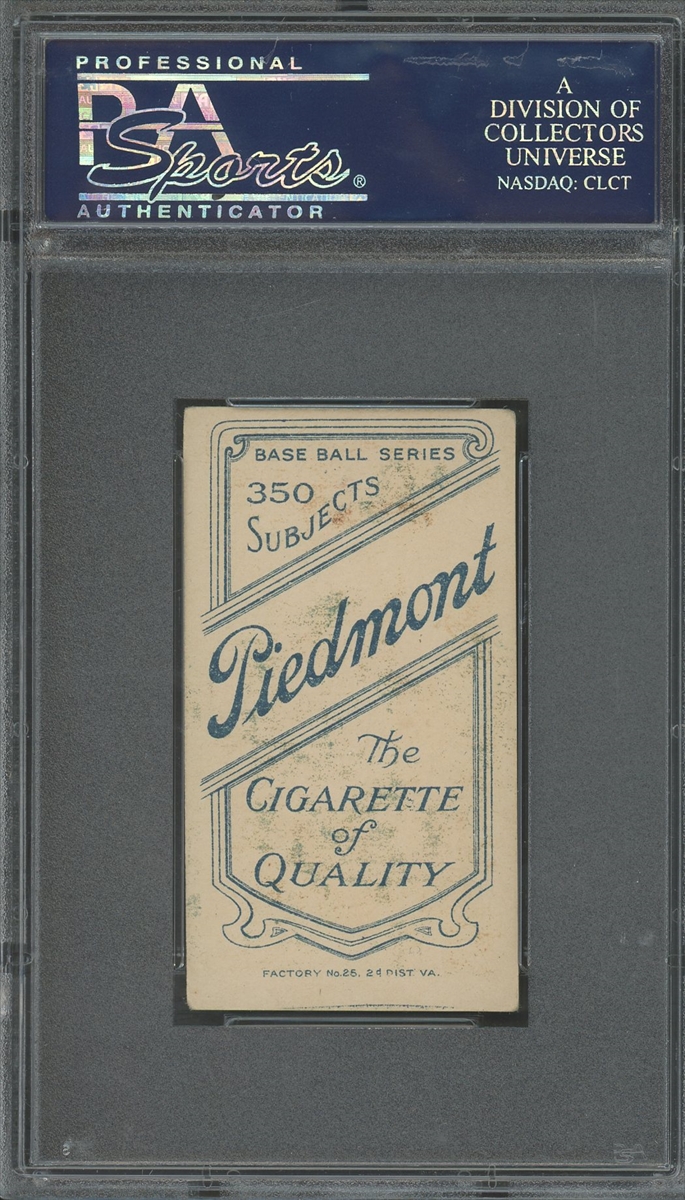 PROFESSIONAL
PSA
Sports®
AUTHENTICATOR
A
DIVISION OF
COLLECTORS
UNIVERSE
NASDAQ: CLCT
BASE BALL SERIES
350
SUBJECTS
Piedmont
The
CIGARETTE
of
QUALITY
FACTORY No.25, 2d DIST. VA.